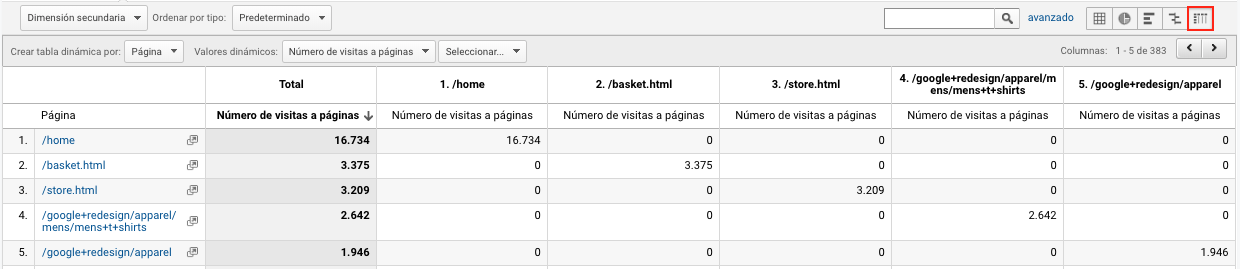 Dimensión secundaria Ordenar por tipo: Predeterminado avanzado
Crear tabla dinámica por: Página Valores dinámicos: Número de visitas a páginas Seleccionar... Columnas: 1 - 5 de 383
Total 1. /home 2. /basket.html 3. /store.html 4. /google+redesign/apparel/m
ens/mens+t+shirts 5. /google+redesign/apparel
Página Número de visitas a páginas Número de visitas a páginas Número de visitas a páginas Número de visitas a páginas Número de visitas a páginas Número de visitas a páginas
1. /home 16.734 16.734 0 0 0 0
2. /basket.html 3.375 0 3.375 0 0 0
3. /store.html 3.209 0 0 3.209 0 0
4. /google+redesign/apparel/
mens/mens+t+shirts 2.642 0 0 0 2.642 0
5. /google+redesign/apparel 1.946 0 0 0 0 1.946